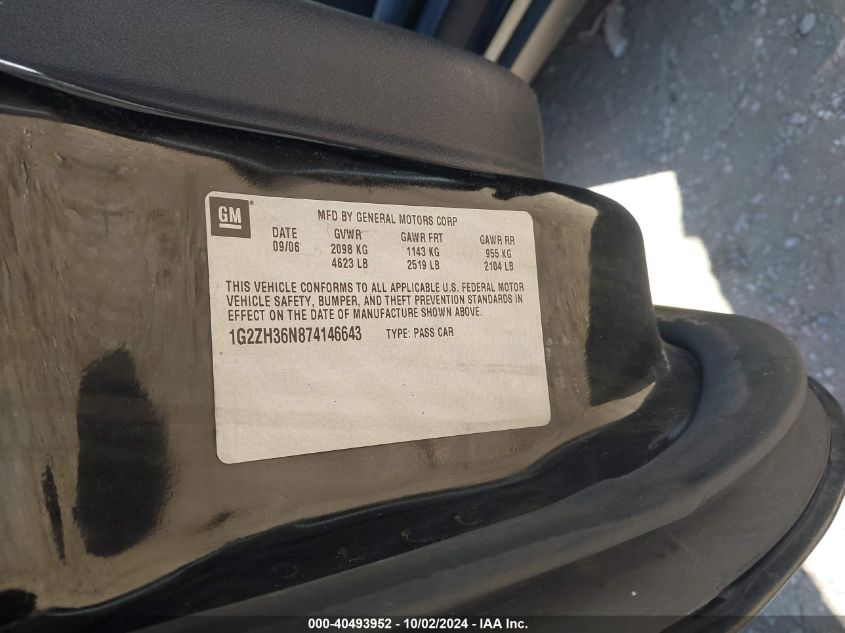 GM
MFD BY GENERAL MOTORS CORP
DATE GVWR GAWR FRT GAWR RR
09/06 2098 KG 1143 KG 955 KG
4623 LB 2519 LB 2104 LB
THIS VEHICLE CONFORMS TO ALL APPLICABLE U.S. FEDERAL MOTOR
VEHICLE SAFETY, BUMPER, AND THEFT PREVENTION STANDARDS IN
EFFECT ON THE DATE OF MANUFACTURE SHOWN ABOVE.
1G2ZH36N874146643 TYPE: PASS CAR
000-40493952 - 10/02/2024 - IAA Inc.